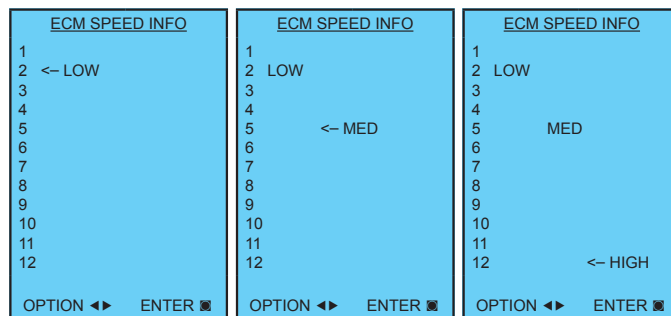 ECM SPEED INFO
1
2 <– LOW
3
4
5
6
7
8
9
10
11
12
OPTION ◄► ENTER ◙
ECM SPEED INFO
1
2 LOW
3
4
5 <– MED
6
7
8
9
10
11
12
OPTION ◄► ENTER ◙
ECM SPEED INFO
1
2 LOW
3
4
5 MED
6
7
8
9
10
11
12 <– HIGH
OPTION ◄► ENTER ◙